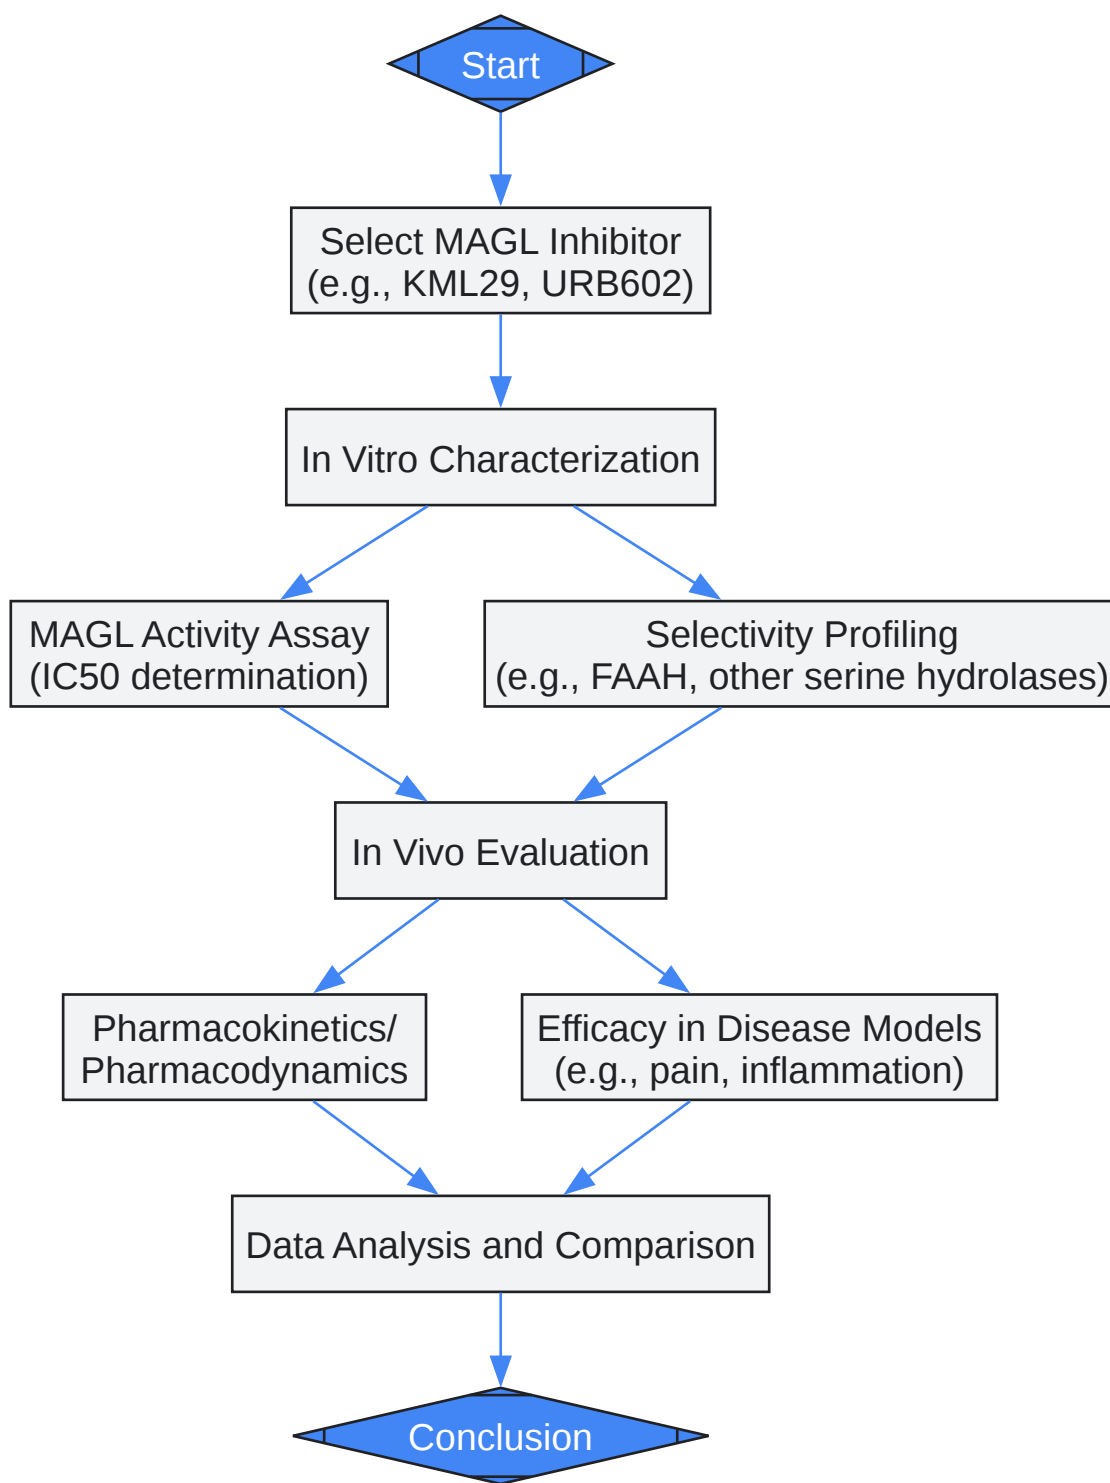 Start
Select MAGL Inhibitor
(e.g., KML29, URB602)
In Vitro Characterization
MAGL Activity Assay
(IC50 determination)
Selectivity Profiling
(e.g., FAAH, other serine hydrolases)
In Vivo Evaluation
Pharmacokinetics/
Pharmacodynamics
Efficacy in Disease Models
(e.g., pain, inflammation)
Data Analysis and Comparison
Conclusion